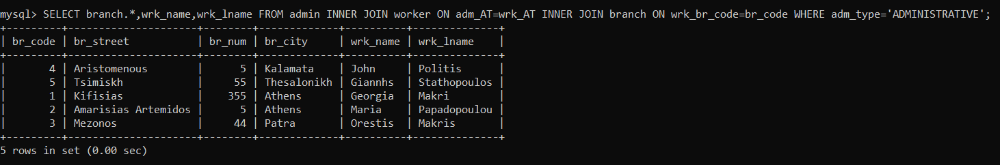 mysql> SELECT branch.*,wrk_name,wrk_lname FROM admin INNER JOIN worker ON adm_AT=wrk_AT INNER JOIN branch ON wrk_br_code=br_code WHERE adm_type='ADMINISTRATIVE';
+---------+--------------------+--------+-------------+----------+--------------+
| br_code | br_street          | br_num | br_city     | wrk_name | wrk_lname    |
+---------+--------------------+--------+-------------+----------+--------------+
|       4 | Aristomenous       |      5 | Kalamata    | John     | Politis      |
|       5 | Tsimiskh           |     55 | Thesalonikh | Giannhs  | Stathopoulos |
|       1 | Kifisias           |    355 | Athens      | Georgia  | Makri        |
|       2 | Amarisias Artemidos |      5 | Athens      | Maria    | Papadopoulou |
|       3 | Mezonos            |     44 | Patra       | Orestis  | Makris       |
+---------+--------------------+--------+-------------+----------+--------------+
5 rows in set (0.00 sec)